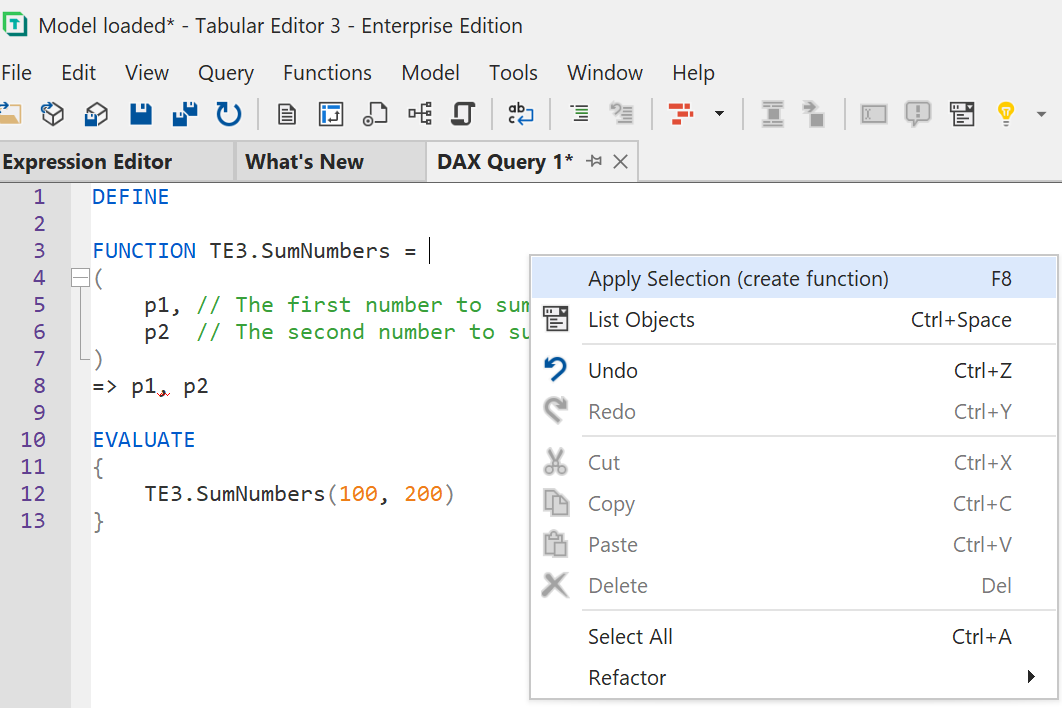 Model loaded* - Tabular Editor 3 - Enterprise Edition
File Edit View Query Functions Model Tools Window Help
Expression Editor What's New DAX Query 1*
1 DEFINE
2
3 FUNCTION TE3.SumNumbers =
4 (
5 p1, // The first number to sum
6 p2 // The second number to su
7 )
8 => p1, p2
9
10 EVALUATE
11 {
12 TE3.SumNumbers(100, 200)
13 }
Apply Selection (create function) F8
List Objects Ctrl+Space
Undo Ctrl+Z
Redo Ctrl+Y
Cut Ctrl+X
Copy Ctrl+C
Paste Ctrl+V
Delete Del
Select All Ctrl+A
Refactor